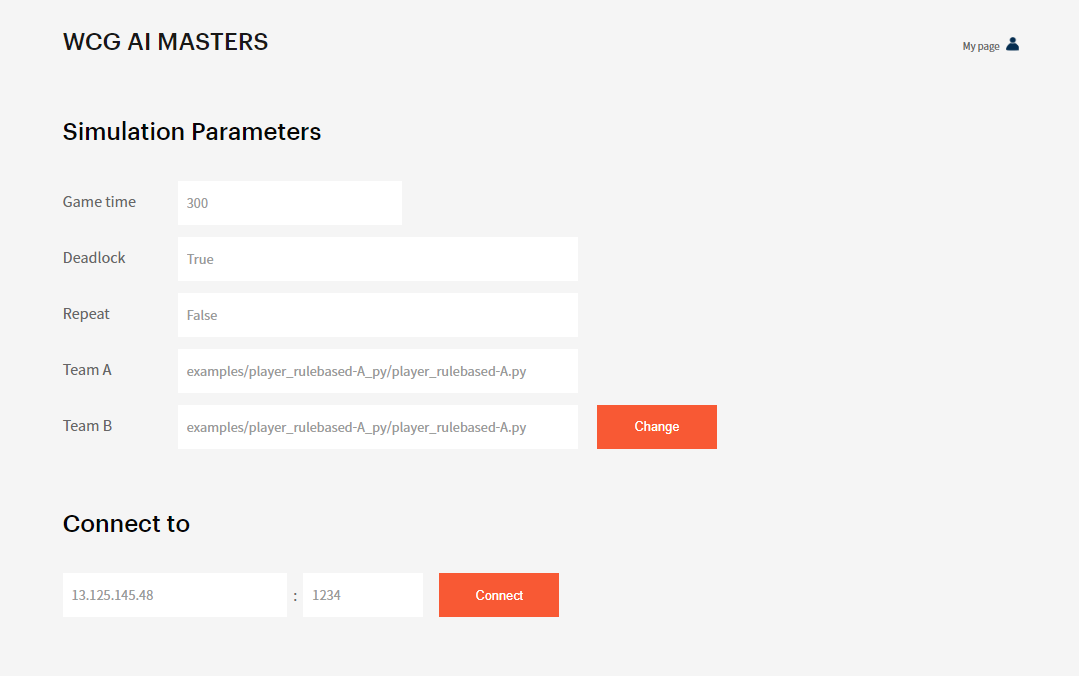 WCG AI MASTERS
My page
Simulation Parameters
Game time 300
Deadlock True
Repeat False
Team A examples/player_rulebased-A_py/player_rulebased-A.py
Team B examples/player_rulebased-A_py/player_rulebased-A.py Change
Connect to
13.125.145.48 : 1234 Connect